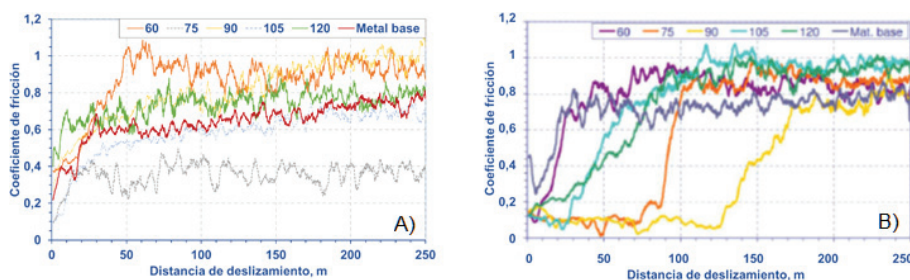 60 75 90 105 120 Metal base
1,2
1
0,8
0,6
0,4
0,2
0
Coeficiente de fricción
0 50 100 150 200 250
Distancia de deslizamiento, m
A)
60 75 90 105 120 Mat. base
1,2
1
0,8
0,6
0,4
0,2
0
Coeficiente de fricción
0 50 100 150 200 250
Distancia de deslizamiento, m
B)